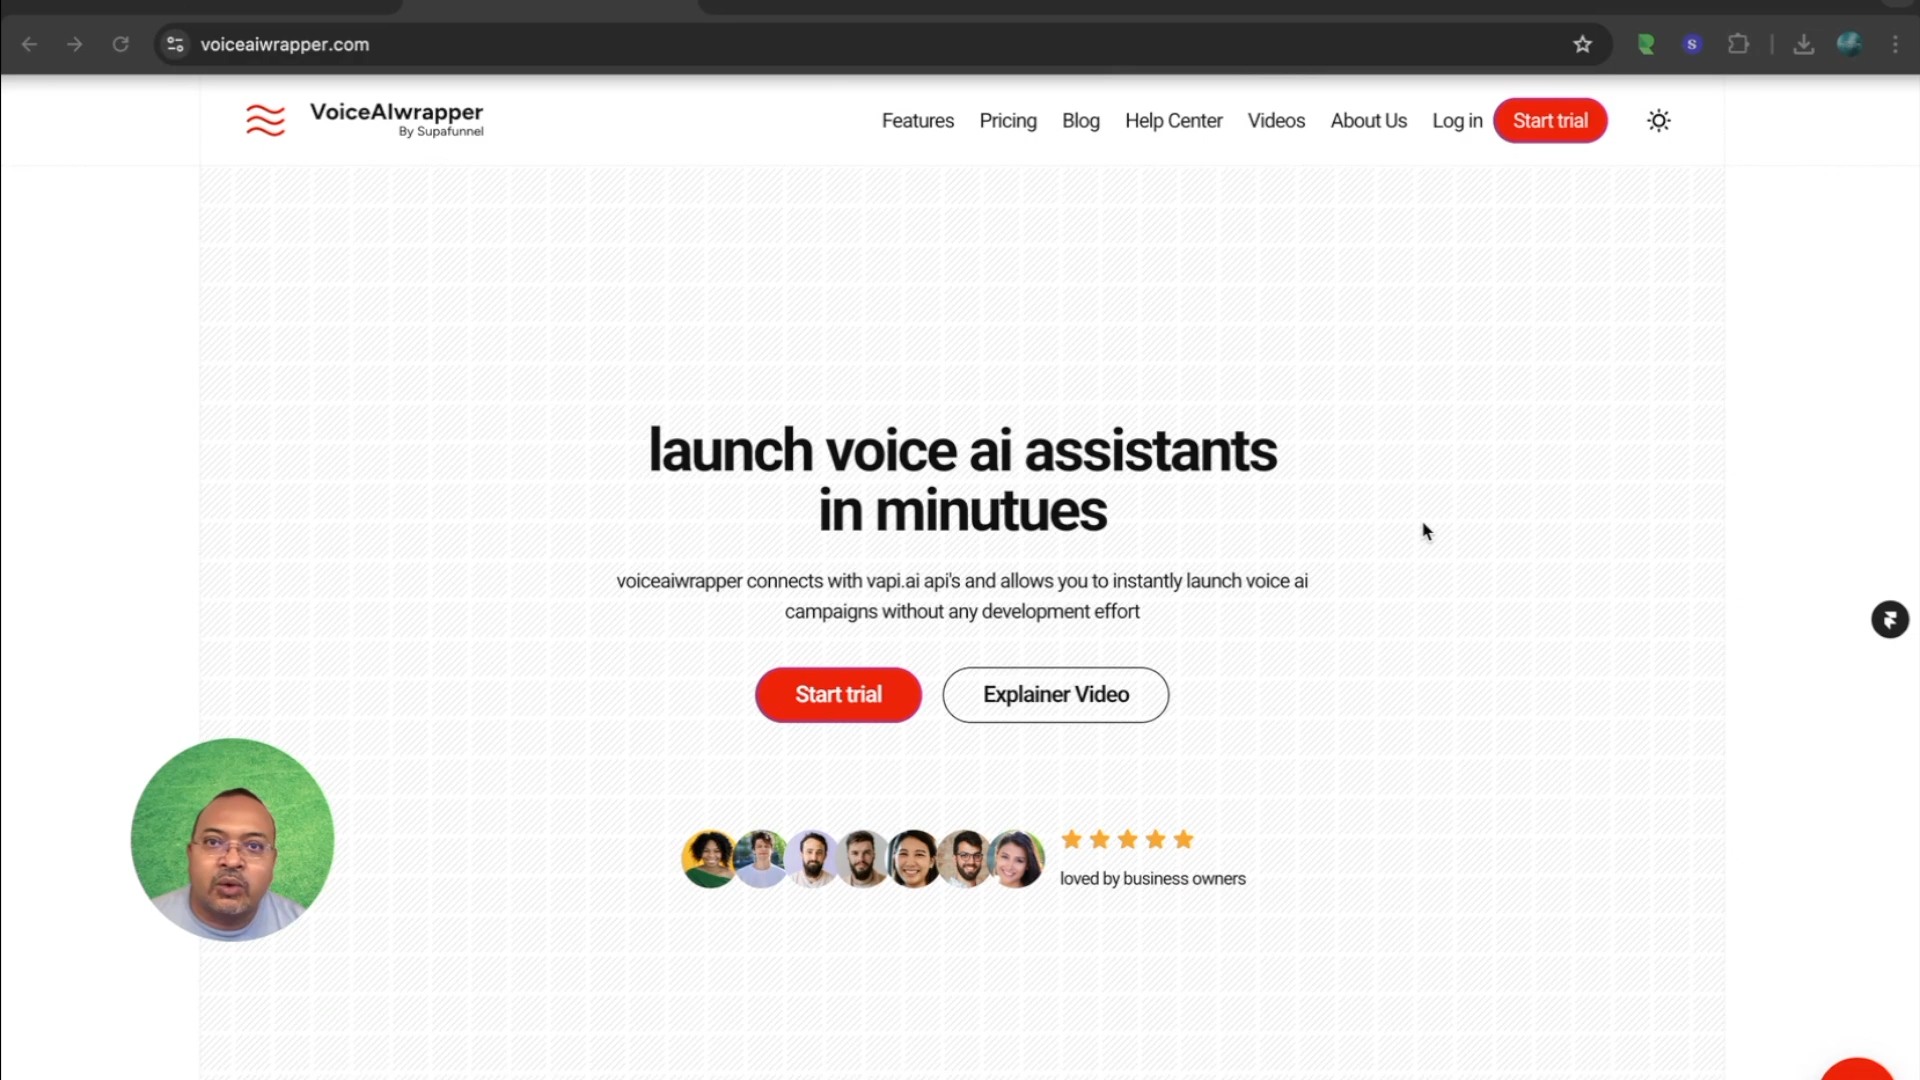 voiceaiwrapper.com
VoiceAIwrapper
By Supafunnel
Features Pricing Blog Help Center Videos About Us Log in Start trial
launch voice ai assistants
in minutues
voiceaiwrapper connects with vapi.ai api's and allows you to instantly launch voice ai
campaigns without any development effort
Start trial Explainer Video
loved by business owners